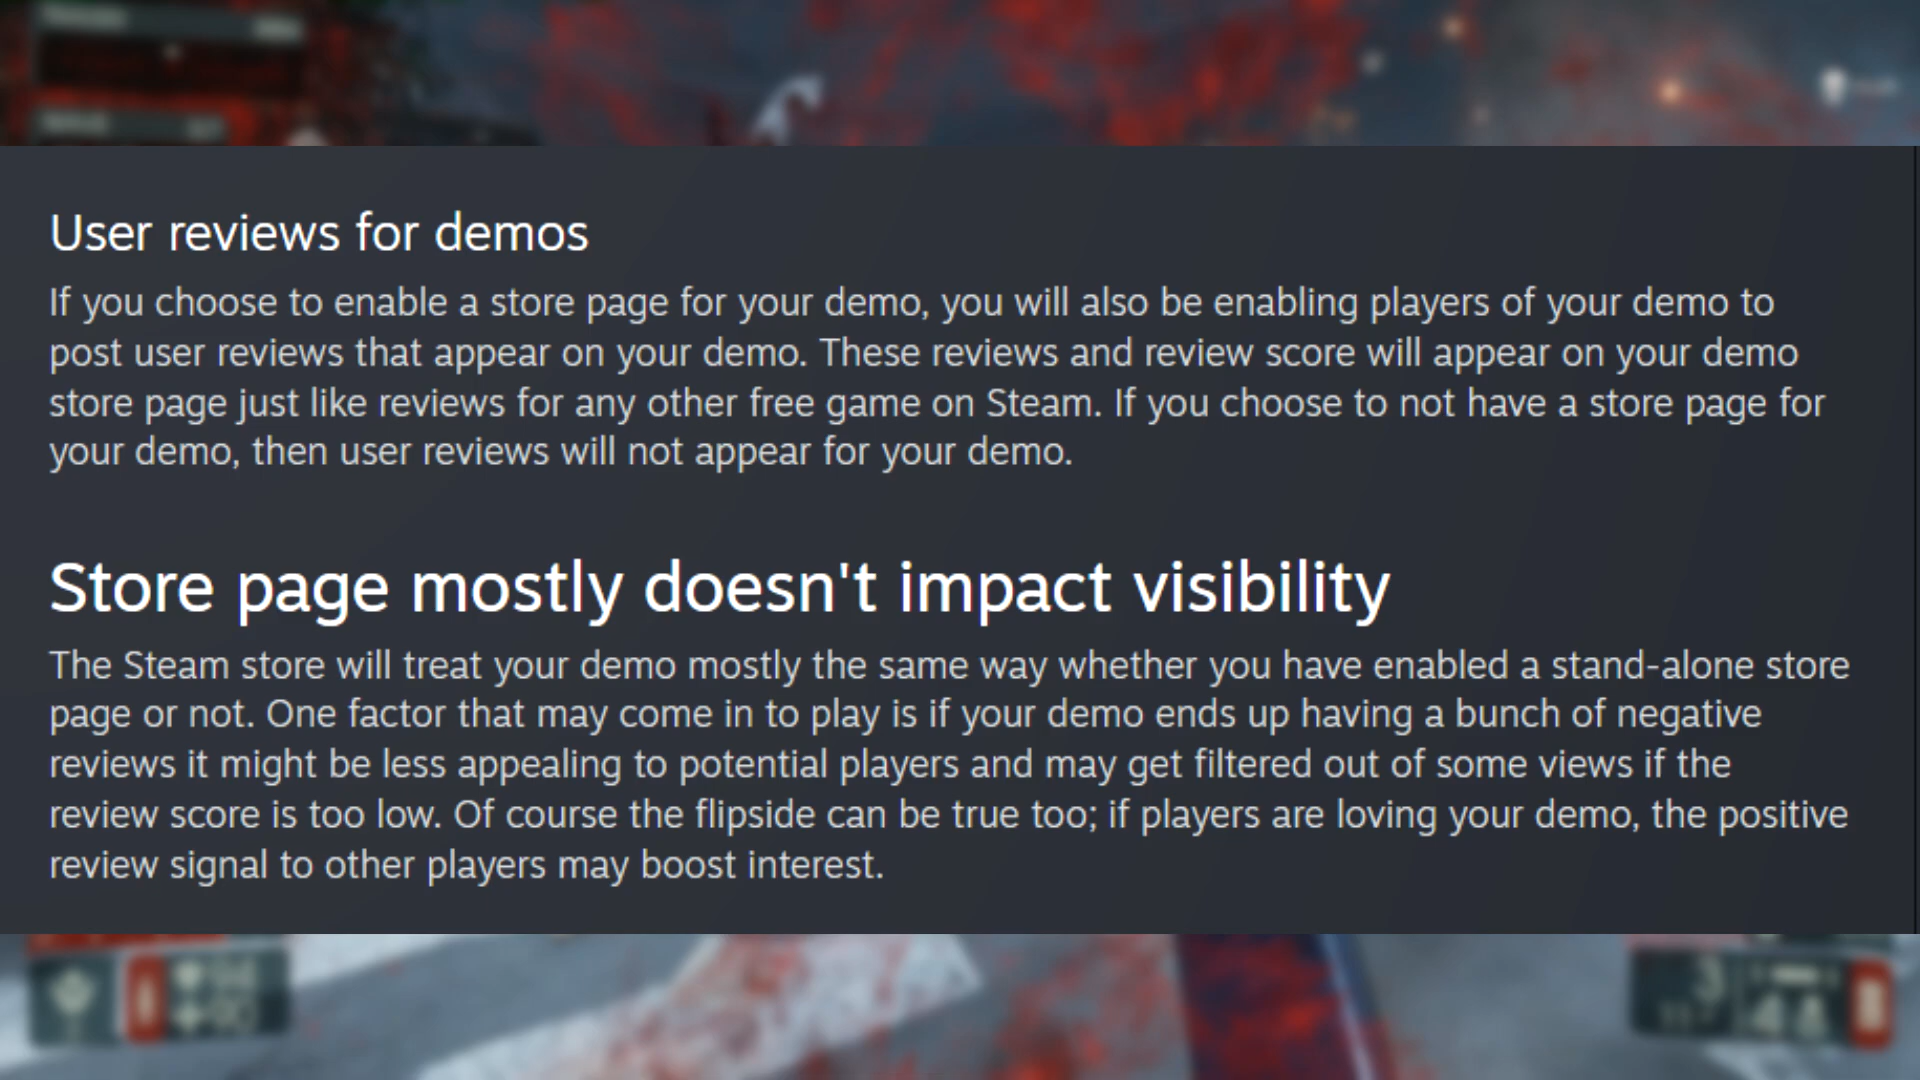 User reviews for demos
If you choose to enable a store page for your demo, you will also be enabling players of your demo to
post user reviews that appear on your demo. These reviews and review score will appear on your demo
store page just like reviews for any other free game on Steam. If you choose to not have a store page for
your demo, then user reviews will not appear for your demo.
Store page mostly doesn't impact visibility
The Steam store will treat your demo mostly the same way whether you have enabled a stand-alone store
page or not. One factor that may come in to play is if your demo ends up having a bunch of negative
reviews it might be less appealing to potential players and may get filtered out of some views if the
review score is too low. Of course the flipside can be true too; if players are loving your demo, the positive
review signal to other players may boost interest.